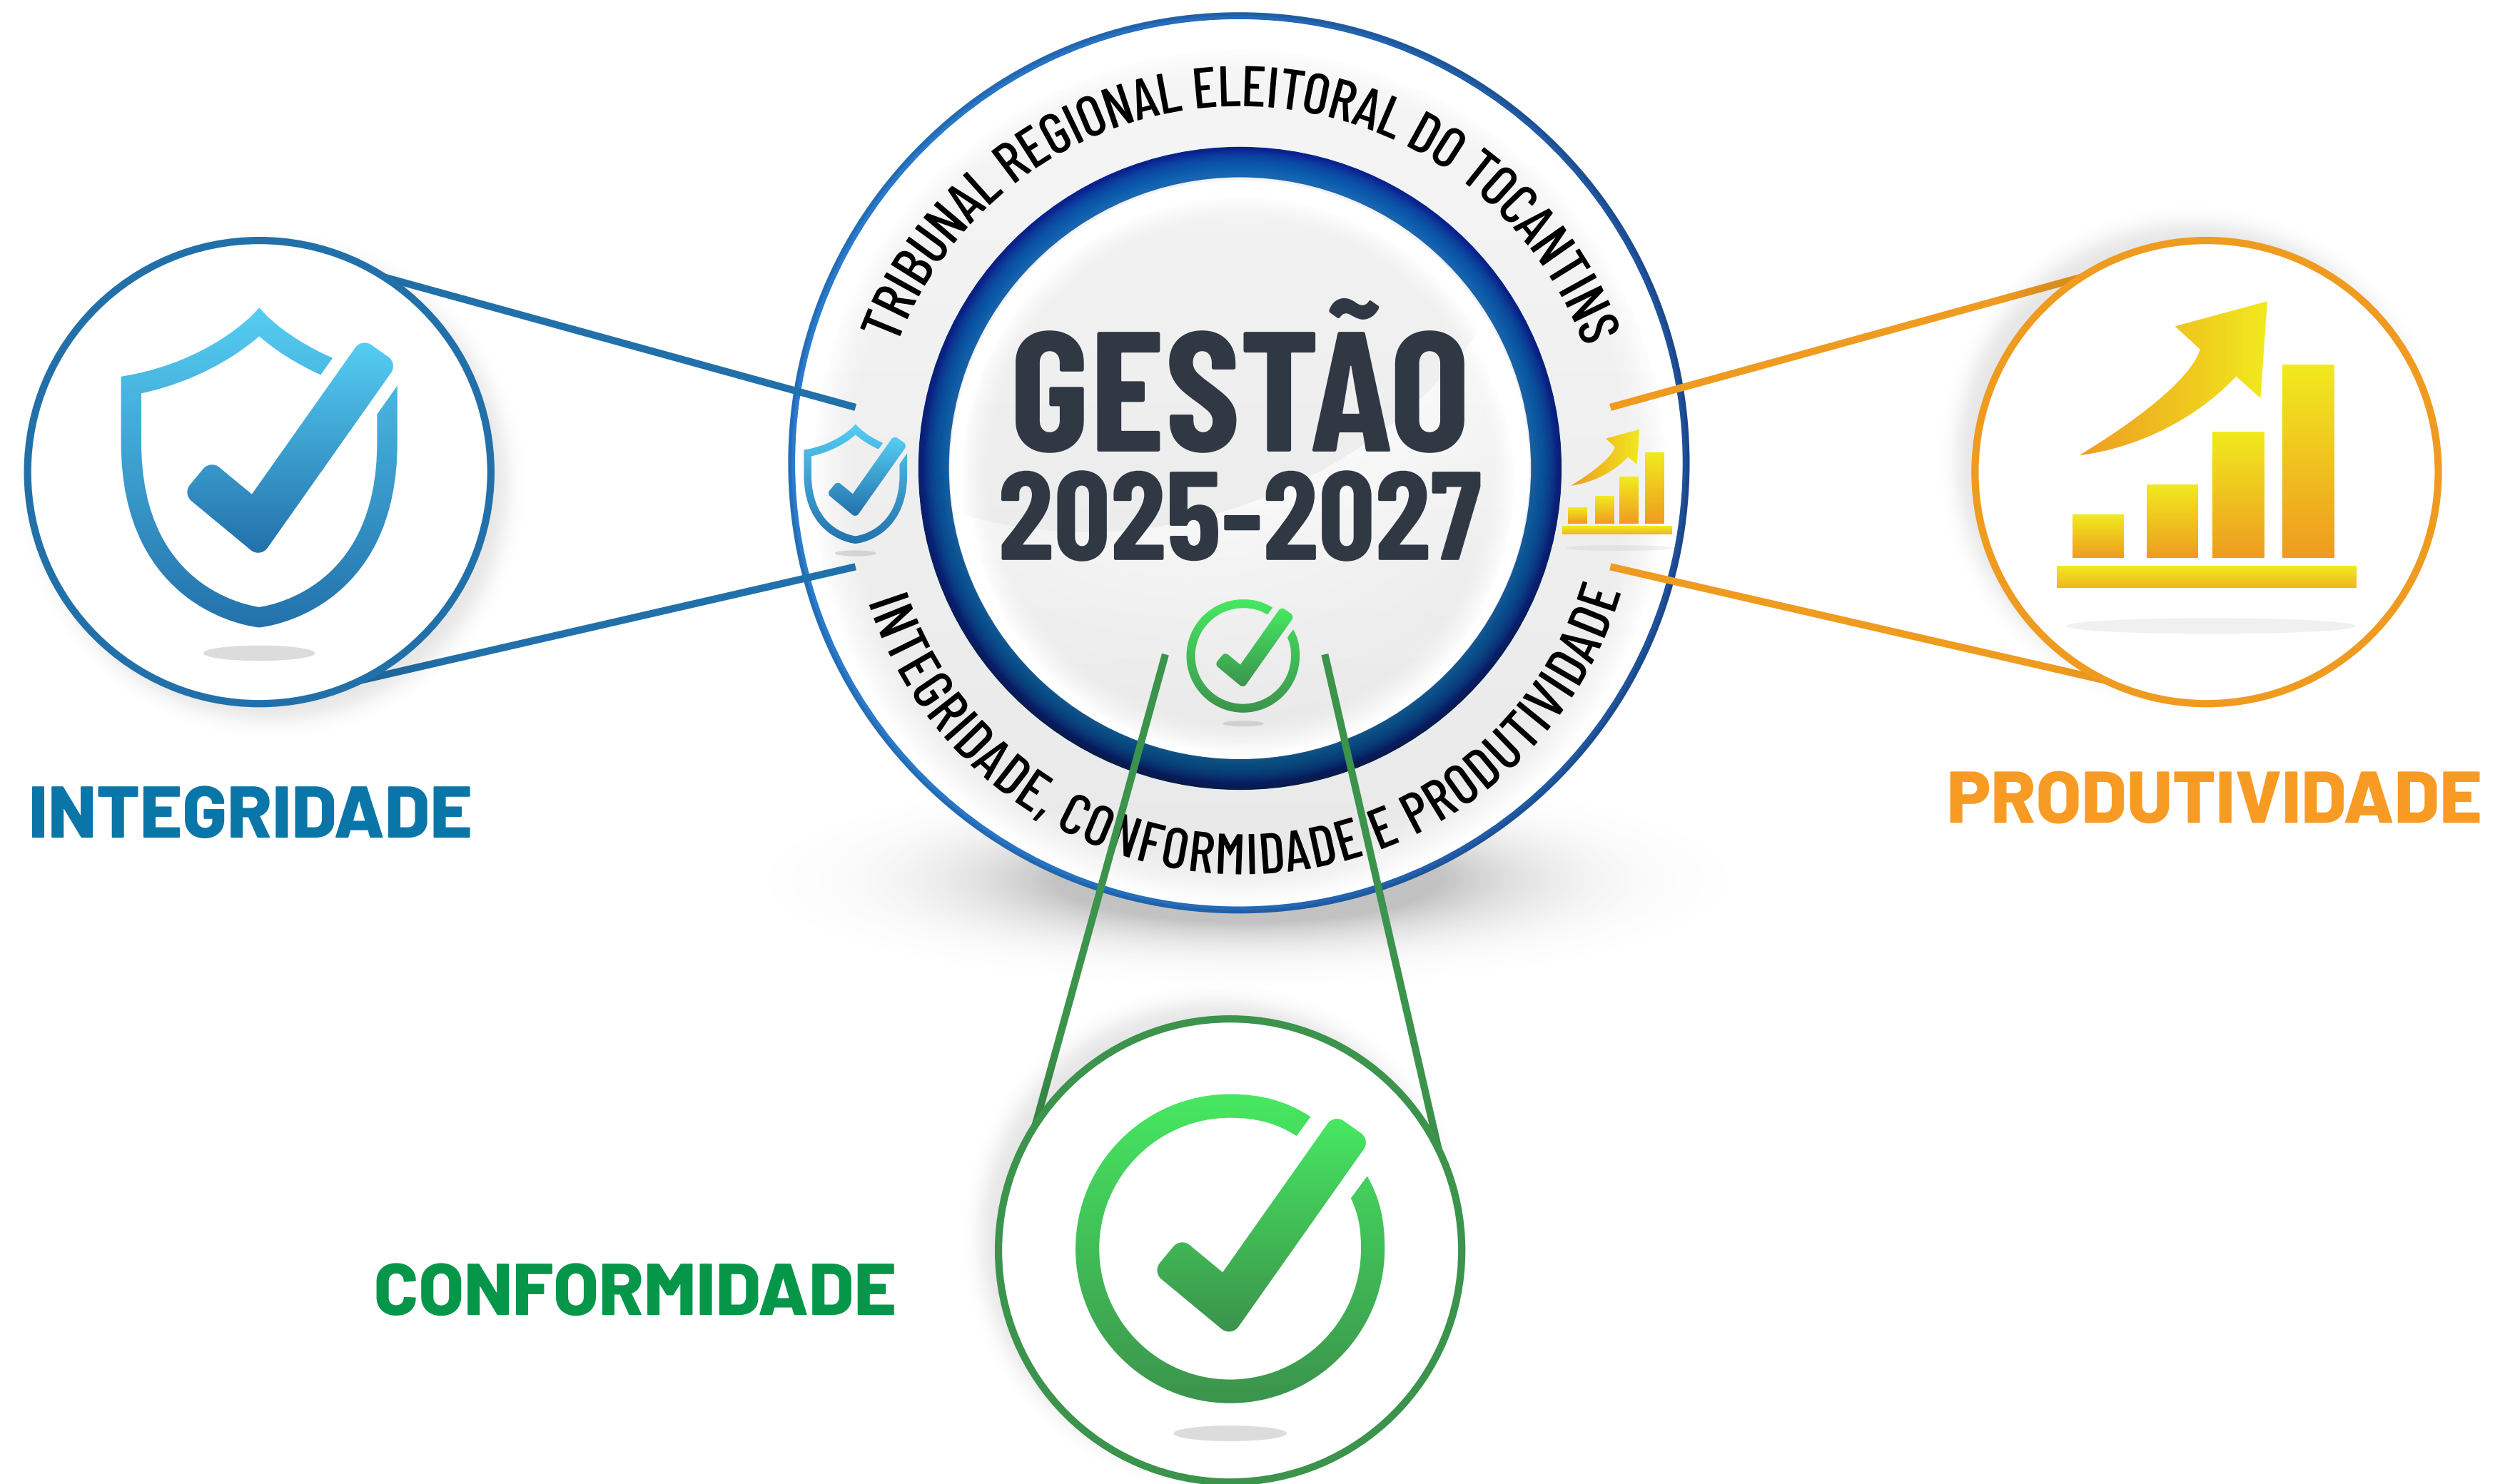 TRIBUNAL REGIONAL ELEITORAL DO TOCANTINS
GESTÃO
2025-2027
INTEGRIDADE, CONFORMIDADE E PRODUTIVIDADE
INTEGRIDADE
PRODUTIVIDADE
CONFORMIDADE